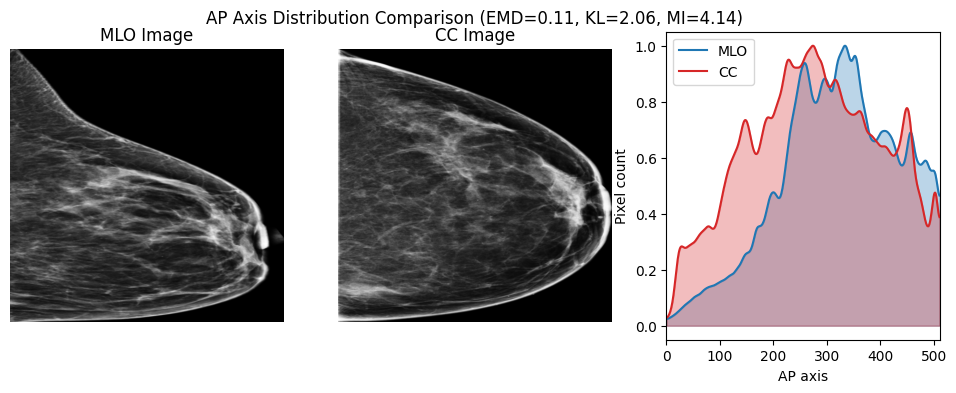 AP Axis Distribution Comparison (EMD=0.11, KL=2.06, MI=4.14)
MLO Image
CC Image
MLO
CC
1.0
0.8
0.6
0.4
0.2
0.0
Pixel count
0 100 200 300 400 500
AP axis